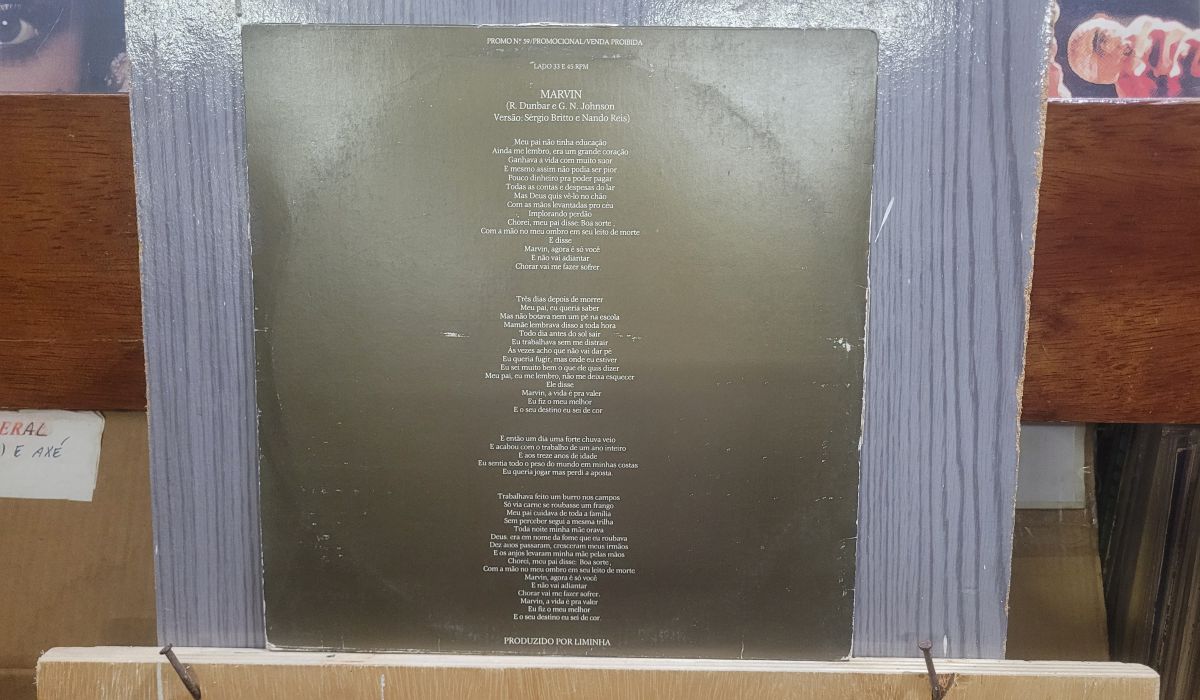 PROMO Nº 59/PROMOCIONAL/VENDA PROIBIDA
LADO 33 E 45 RPM
MARVIN
(R. Dunbar e G. N. Johnson
Versão: Sérgio Britto e Nando Reis)
Meu pai não tinha educação
Ainda me lembro, era um grande coração
Ganhava a vida com muito suor
E mesmo assim não podia ser pior
Pouco dinheiro pra poder pagar
Todas as contas e despesas do lar
Mas Deus quis vê-lo no chão
Com as mãos levantadas pro céu
Implorando perdão
Chorei, meu pai disse: Boa sorte,
Com a mão no meu ombro em seu leito de morte
E disse
Marvin, agora é só você
E não vai adiantar
Chorar vai me fazer sofrer.
Três dias depois de morrer
Meu pai, eu queria saber
Mas não botava nem um pé na escola
Mamãe lembrava disso a toda hora
Todo dia antes do sol sair
Eu trabalhava sem me distrair
Às vezes acho que não vai dar pé
Eu queria fugir, mas onde eu estiver
Eu sei muito bem o que ele quis dizer
Meu pai, eu me lembro, não me deixa esquecer
Ele disse
Marvin, a vida é pra valer
Eu fiz o meu melhor
E o seu destino eu sei de cor
E então um dia uma forte chuva veio
E acabou com o trabalho de um ano inteiro
E aos treze anos de idade
Eu sentia todo o peso do mundo em minhas costas
Eu queria jogar mas perdi a aposta.
Trabalhava feito um burro nos campos
Só via carne se roubasse um frango
Meu pai cuidava de toda a família
Sem perceber segui a mesma trilha
Toda noite minha mãe orava
Deus, era em nome da fome que eu roubava
Dez anos passaram, cresceram meus irmãos
E os anjos levaram minha mãe pelas mãos
Chorei, meu pai disse: Boa sorte,
Com a mão no meu ombro em seu leito de morte
Marvin, agora é só você
E não vai adiantar
Chorar vai me fazer sofrer.
Marvin, a vida é pra valer
Eu fiz o meu melhor
E o seu destino eu sei de cor.
PRODUZIDO POR LIMINHA
ERAL
) E AXÉ